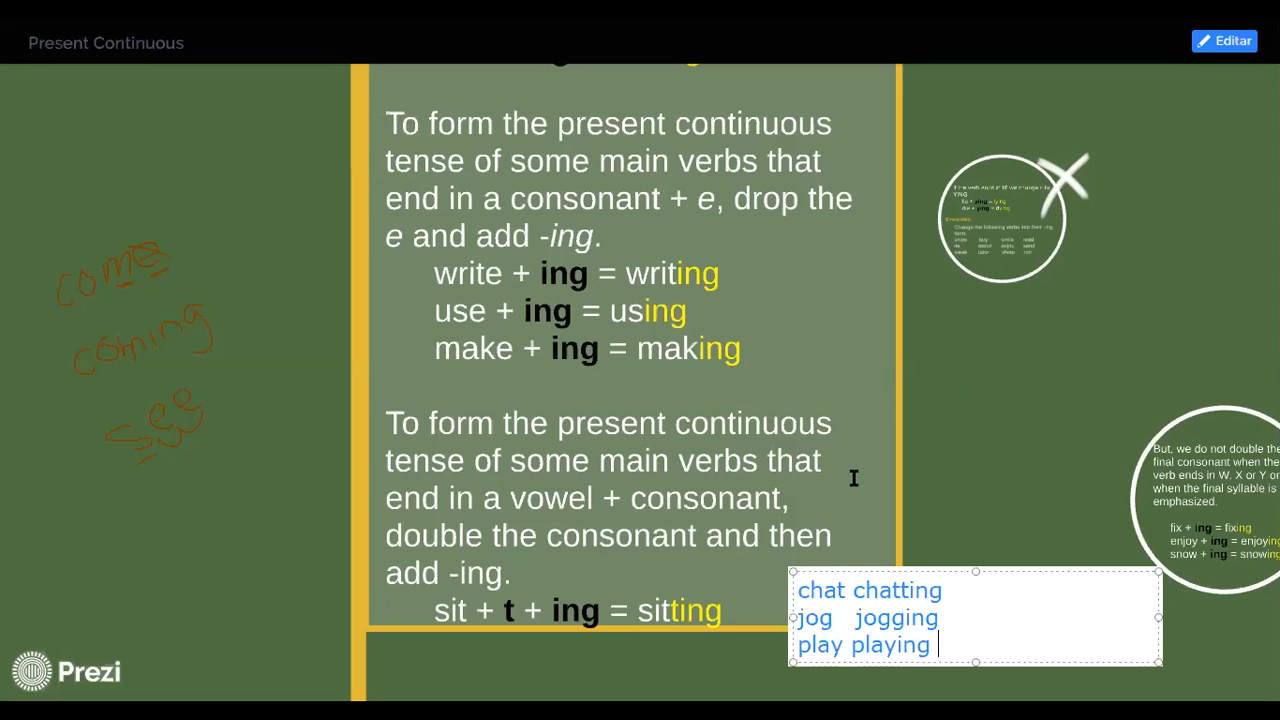 Present Continuous
Editar
To form the present continuous
tense of some main verbs that
end in a consonant + e, drop the
e and add -ing.
write + ing = writing
use + ing = using
make + ing = making
To form the present continuous
tense of some main verbs that
end in a vowel + consonant,
double the consonant and then
add -ing.
sit + t + ing = sitting
comes
coming
see
chat chatting
jog jogging
play playing
But, we do not double the
final consonant when the
verb ends in W, X or Y or
when the final syllable is
emphasized.
fix + ing = fixing
enjoy + ing = enjoying
snow + ing = snowing
Prezi